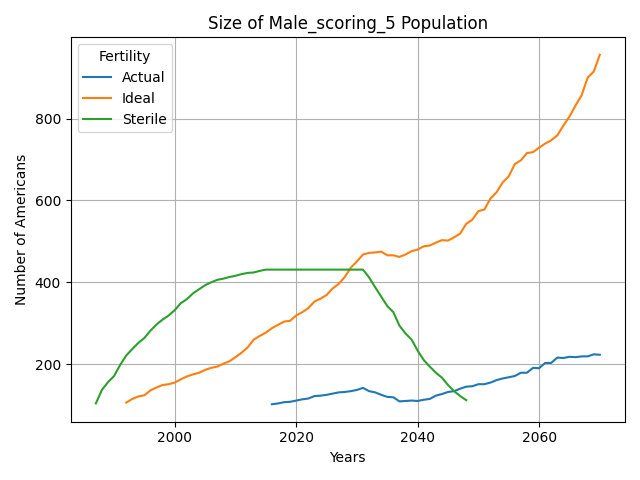 Size of Male_scoring_5 Population
Fertility
Actual
Ideal
Sterile
Number of Americans
800
600
400
200
2000
2020
2040
2060
Years